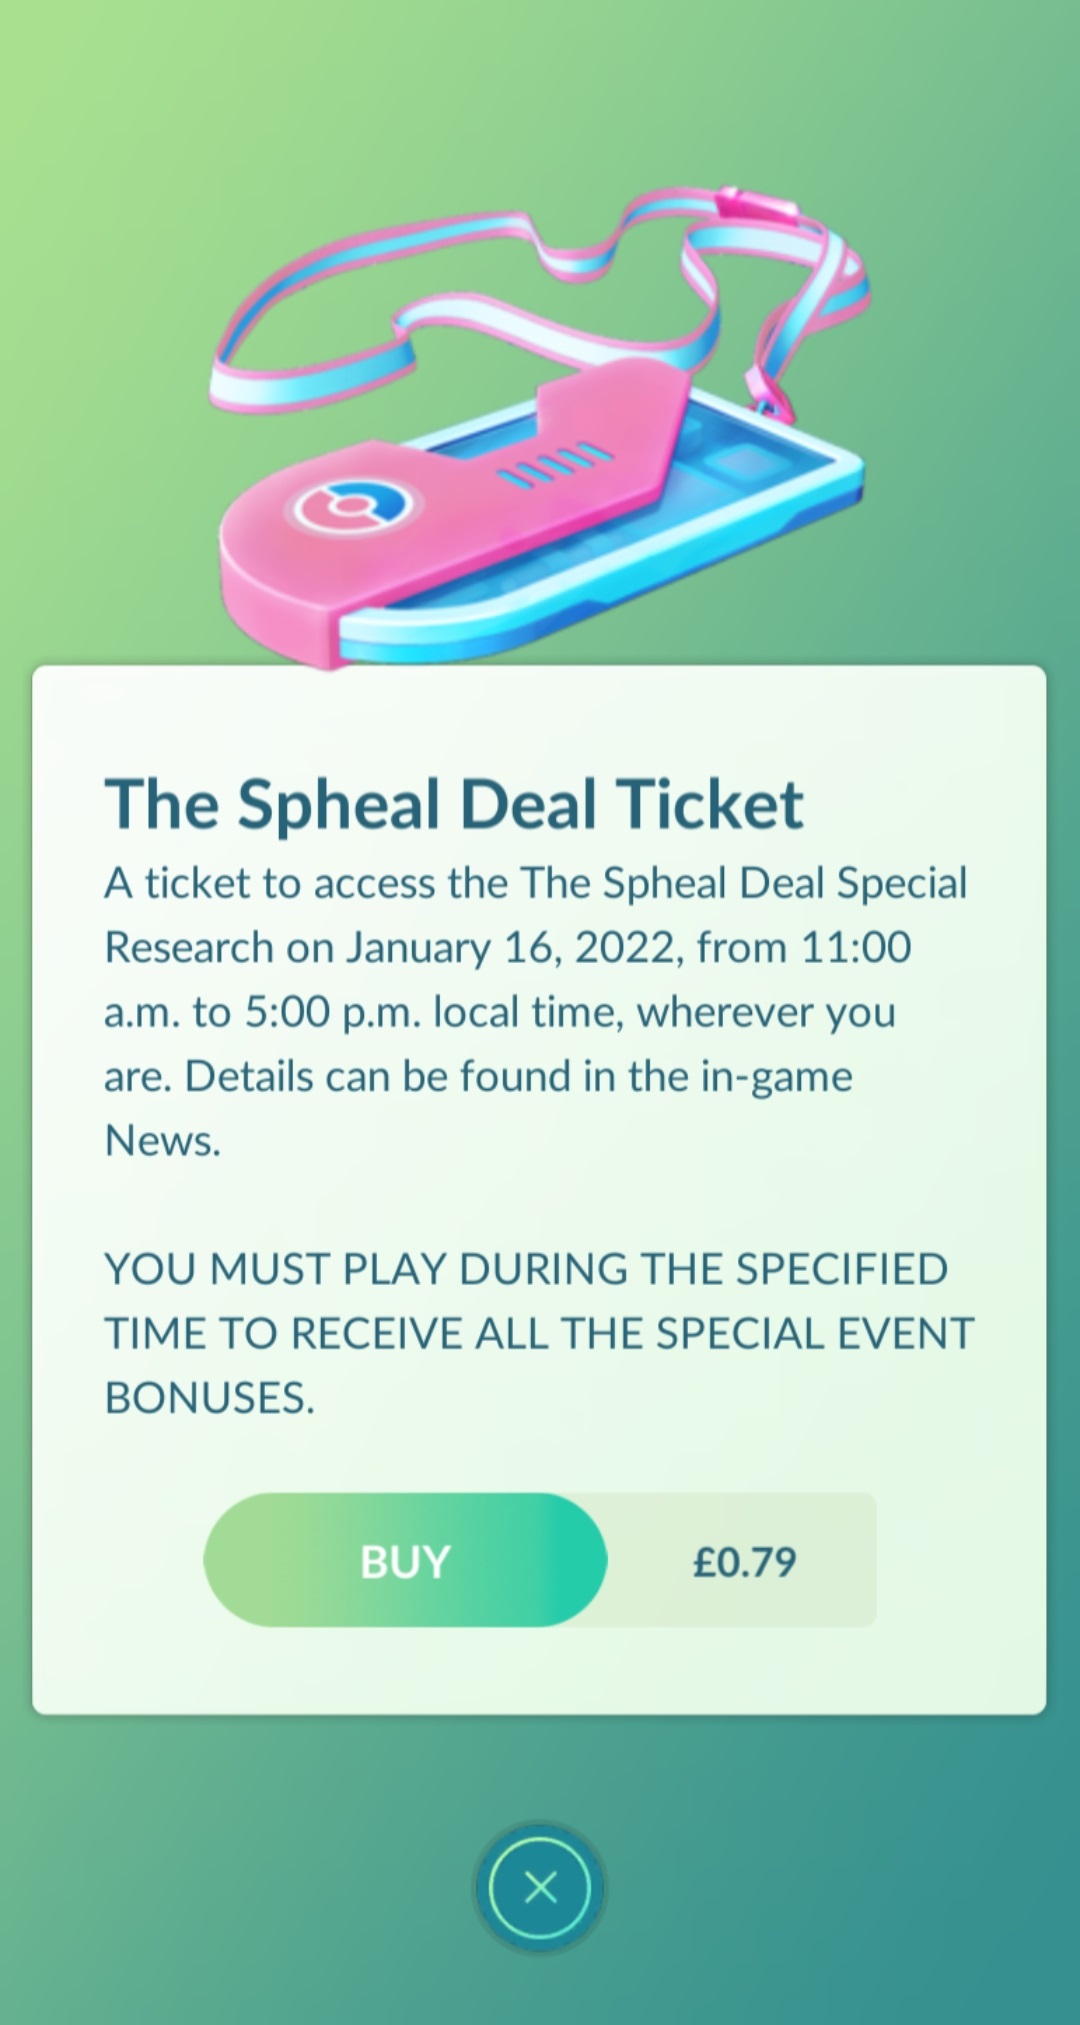 The Spheal Deal Ticket
A ticket to access the The Spheal Deal Special
Research on January 16, 2022, from 11:00
a.m. to 5:00 p.m. local time, wherever you
are. Details can be found in the in-game
News.
YOU MUST PLAY DURING THE SPECIFIED
TIME TO RECEIVE ALL THE SPECIAL EVENT
BONUSES.
BUY £0.79